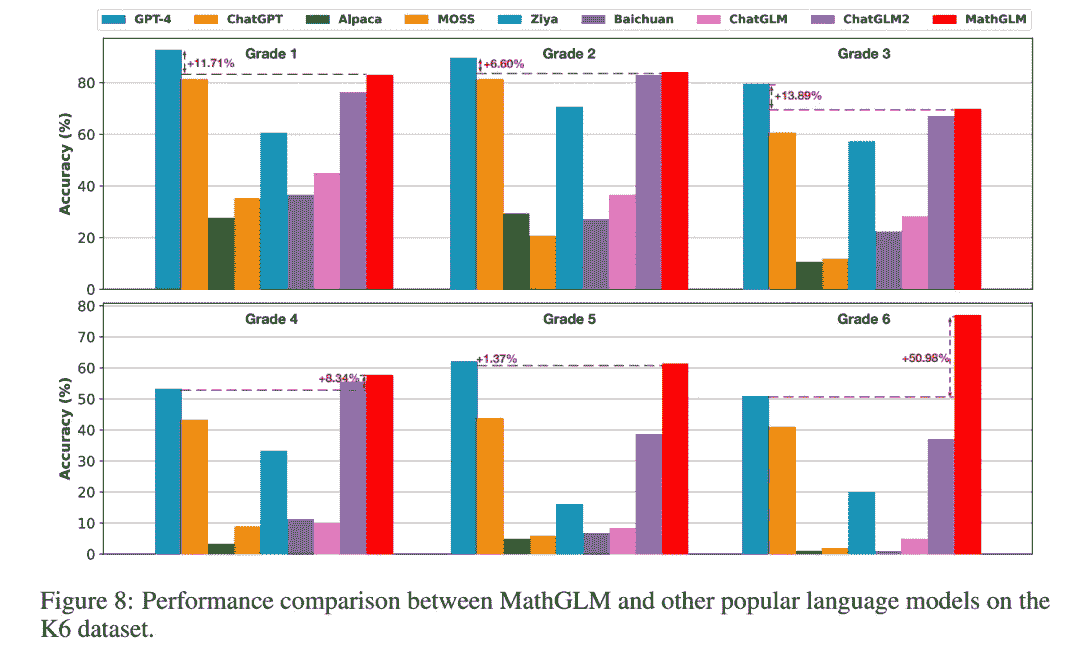 GPT-4 ChatGPT Alpaca MOSS Ziya Baichuan ChatGLM ChatGLM2 MathGLM
Grade 1 Grade 2 Grade 3
+11.71% +6.60% +13.89%
Accuracy (%)
80
60
40
20
0
Grade 4 Grade 5 Grade 6
+8.34% +1.37% +50.98%
Accuracy (%)
80
70
60
50
40
30
20
10
0
Figure 8: Performance comparison between MathGLM and other popular language models on the
K6 dataset.